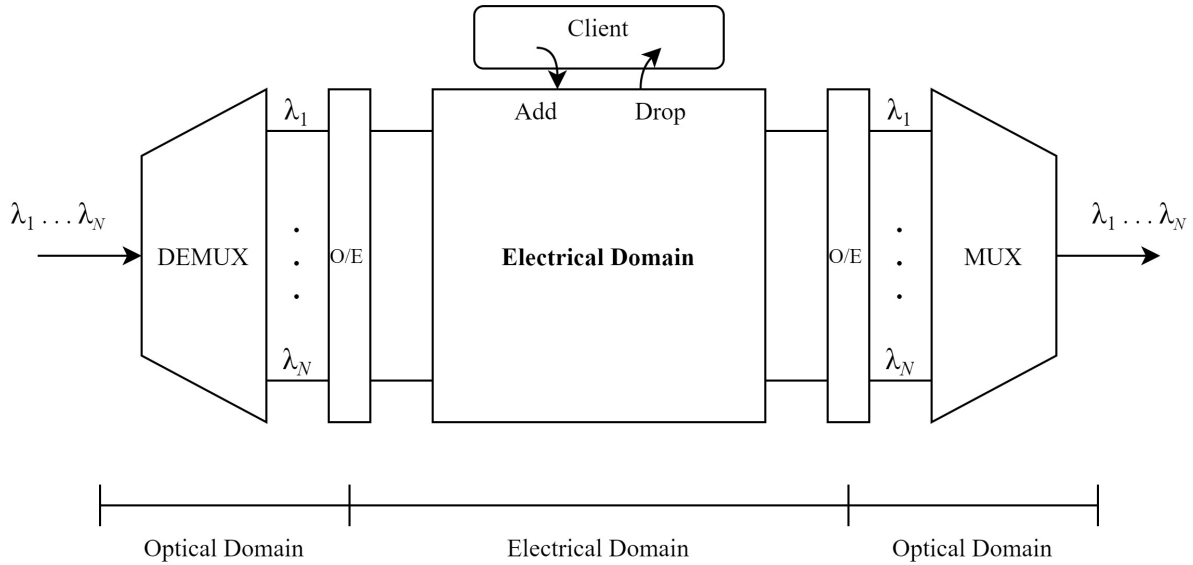 Client
Add Drop
λ1 λ1
λ1 . . . λN λ1 . . . λN
DEMUX O/E Electrical Domain O/E MUX
λN λN
Optical Domain Electrical Domain Optical Domain